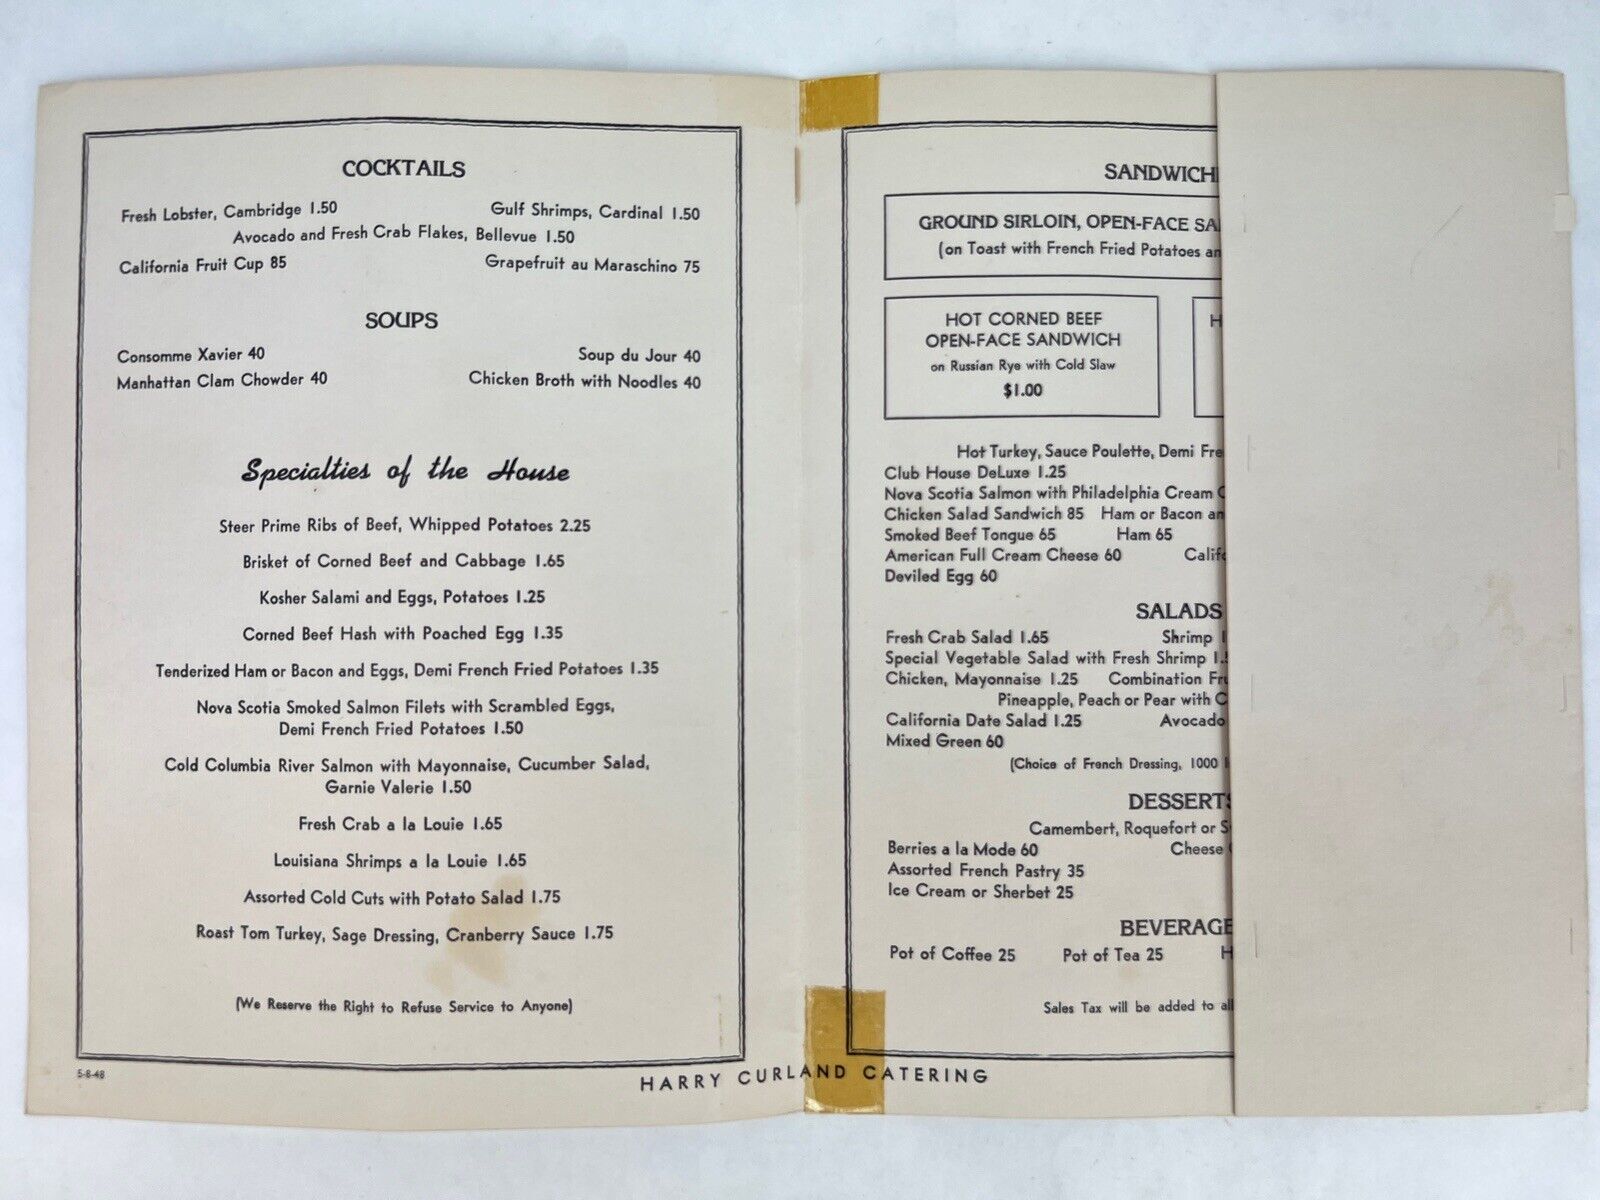 COCKTAILS
Fresh Lobster, Cambridge 1.50 Gulf Shrimps, Cardinal 1.50
Avocado and Fresh Crab Flakes, Bellevue 1.50
California Fruit Cup 85 Grapefruit au Maraschino 75
SOUPS
Consomme Xavier 40 Soup du Jour 40
Manhattan Clam Chowder 40 Chicken Broth with Noodles 40
Specialties of the House
Steer Prime Ribs of Beef, Whipped Potatoes 2.25
Brisket of Corned Beef and Cabbage 1.65
Kosher Salami and Eggs, Potatoes 1.25
Corned Beef Hash with Poached Egg 1.35
Tenderized Ham or Bacon and Eggs, Demi French Fried Potatoes 1.35
Nova Scotia Smoked Salmon Filets with Scrambled Eggs,
Demi French Fried Potatoes 1.50
Cold Columbia River Salmon with Mayonnaise, Cucumber Salad,
Garnie Valerie 1.50
Fresh Crab a la Louie 1.65
Louisiana Shrimps a la Louie 1.65
Assorted Cold Cuts with Potato Salad 1.75
Roast Tom Turkey, Sage Dressing, Cranberry Sauce 1.75
(We Reserve the Right to Refuse Service to Anyone)
5-8-48
SANDWICH
GROUND SIRLOIN, OPEN-FACE
(on Toast with French Fried Potatoes
HOT CORNED BEEF
OPEN-FACE SANDWICH
on Russian Rye with Cold Slaw
$1.00
Hot Turkey, Sauce Poulette, Demi
Club House DeLuxe 1.25
Nova Scotia Salmon with Philadelphia Cream
Chicken Salad Sandwich 85 Ham or Bacon
Smoked Beef Tongue 65 Ham 65
American Full Cream Cheese 60
Deviled Egg 60
SALADS
Fresh Crab Salad 1.65 Shrimp
Special Vegetable Salad with Fresh Shrimp
Chicken, Mayonnaise 1.25 Combination
Pineapple, Peach or Pear with
California Date Salad 1.25 Avocado
Mixed Green 60
(Choice of French Dressing, 1000
DESSERTS
Camembert, Roquefort or
Berries a la Mode 60 Cheese
Assorted French Pastry 35
Ice Cream or Sherbet 25
BEVERAGE
Pot of Coffee 25 Pot of Tea 25
Sales Tax will be added to
HARRY CURLAND CATERING